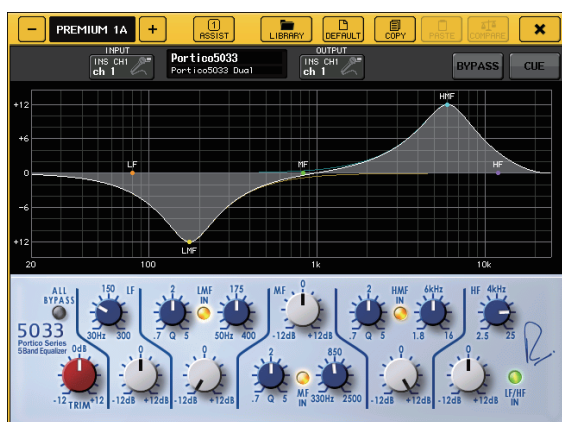 − PREMIUM 1A + 1 ASSIST LIBRARY DEFAULT COPY PASTE COMPARE ×
INPUT OUTPUT
INS CH1 ch 1 Portico5033 Portico5033 Dual INS CH1 ch 1 BYPASS CUE
+12
+6
0
-6
+12
HMF
LF MF HF
LMF
20 100 1k 10k
ALL BYPASS
150 LF 30Hz 300
2 LMF IN .7 Q 5
175 50Hz 400
MF 0 -12dB +12dB
2 HMF IN .7 Q 5
6kHz 1.8 16
HF 4kHz 2.5 25
5033
Portico Series
5Band Equalizer
0dB -12 TRIM +12
0 -12dB +12dB
0 -12dB +12dB
2 .7 Q 5 MF IN
850 330Hz 2500
0 -12dB +12dB
0 -12dB +12dB
LF/HF IN